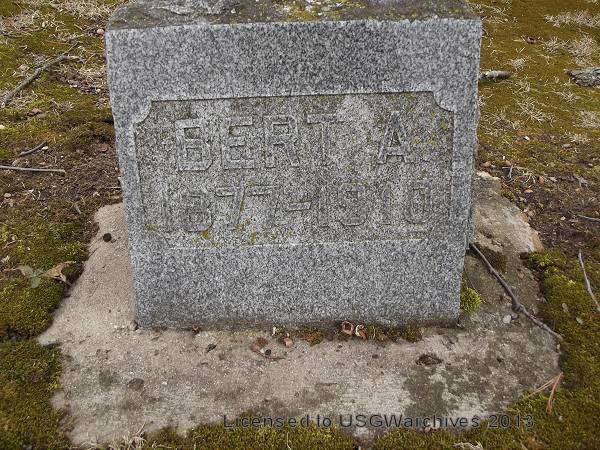 BERT A
1877-1910
Licensed to USGWarchives 2013